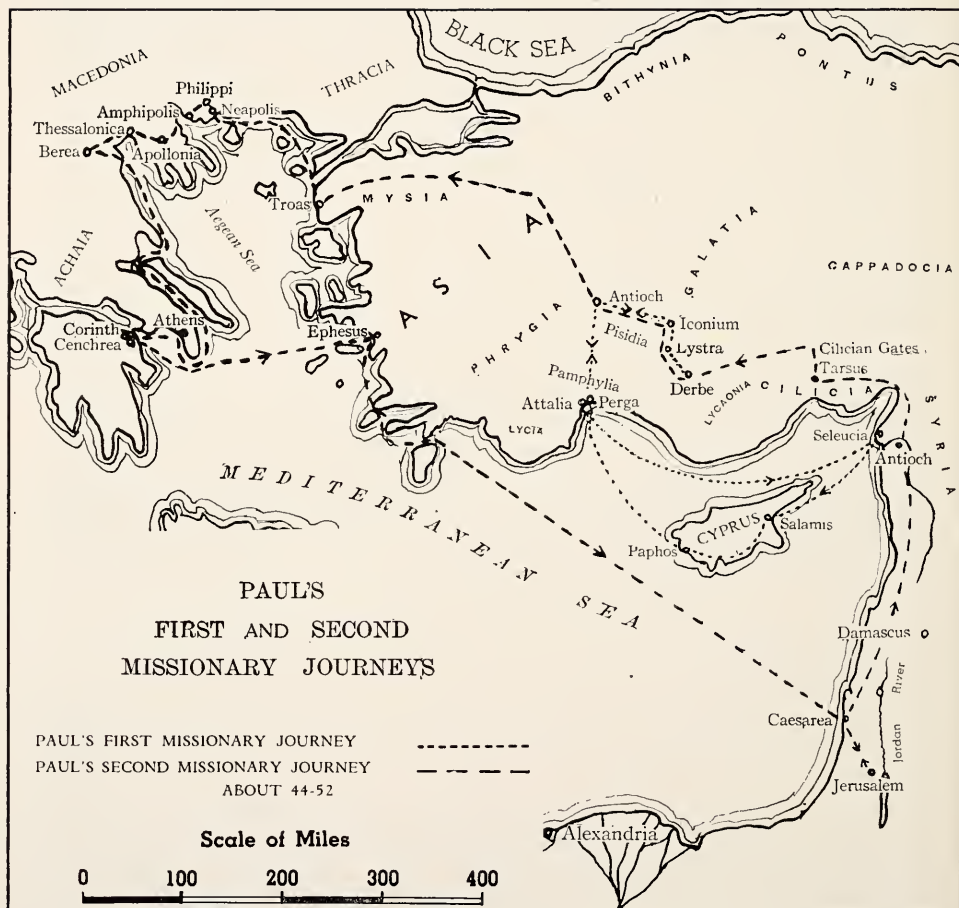 BLACK SEA
PONTUS
BITHYNIA
MACEDONIA
THRACIA
Philippi
Amphipolis
Neapolis
Thessalonica
Apollonia
Berea
Troas
MYSIA
Aegean Sea
ASIA
GALATIA
CAPPADOCIA
ACHAIA
Antioch
Iconium
Pisidia
Lystra
Athens
Corinth
Cenchrea
Ephesus
PHRYGIA
Cilician Gates
Tarsus
Derbe
Pamphylia
LYCAONIA
CILICIA
Attalia
Perga
LYCIA
SYRIA
Seleucia
Antioch
MEDITERRANEAN SEA
CYPRUS
Salamis
Paphos
PAUL'S
FIRST AND SECOND
MISSIONARY JOURNEYS
Damascus
Jordan River
Caesarea
Jerusalem
PAUL'S FIRST MISSIONARY JOURNEY
PAUL'S SECOND MISSIONARY JOURNEY
ABOUT 44-52
Alexandria
Scale of Miles
0 100 200 300 400